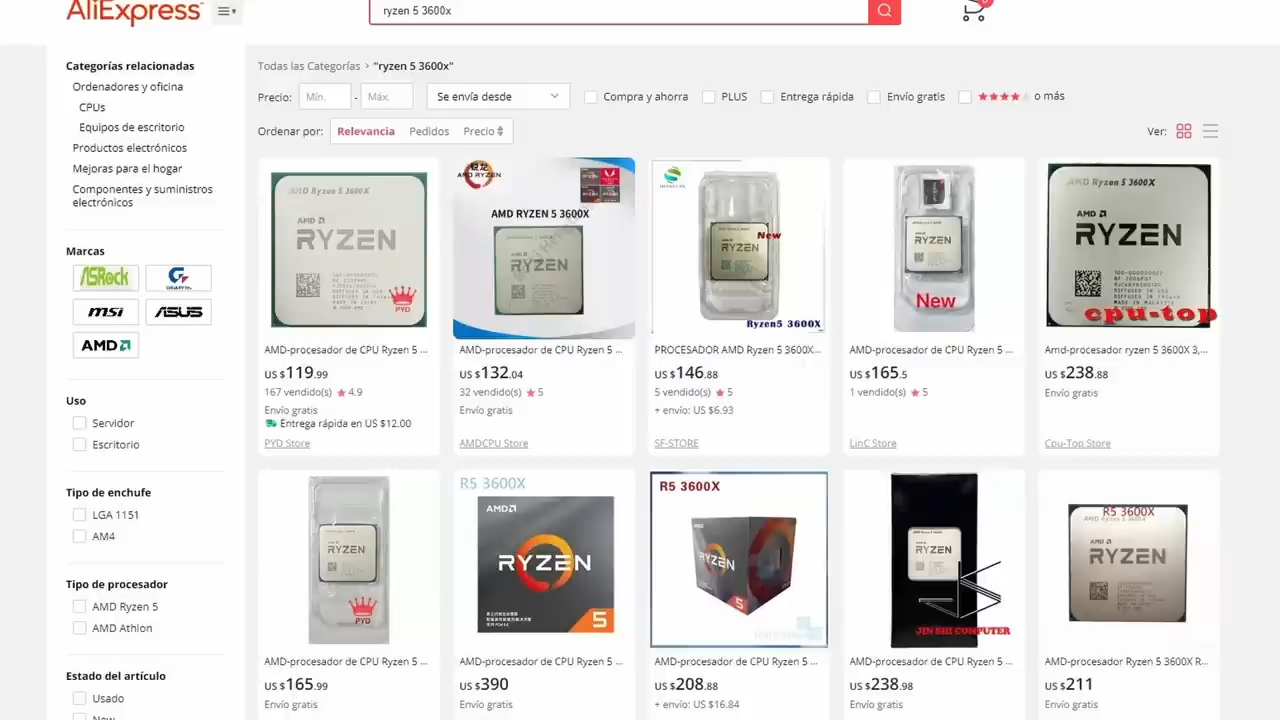 AliExpress
ryzen 5 3600x
Categorías relacionadas
Ordenadores y oficina
CPUs
Equipos de escritorio
Productos electrónicos
Mejoras para el hogar
Componentes y suministros
electrónicos
Marcas
ASRock
GIGABYTE
msi
ASUS
AMD
Uso
Servidor
Escritorio
Tipo de enchufe
LGA 1151
AM4
Tipo de procesador
AMD Ryzen 5
AMD Athlon
Estado del artículo
Usado
New
Todas las Categorías > "ryzen 5 3600x"
Precio: Mín. - Máx. Se envía desde Compra y ahorra PLUS Entrega rápida Envío gratis o más
Ordenar por: Relevancia Pedidos Precio Ver:
AMD Ryzen 5 3600X
AMD
RYZEN
PYD
AMD-procesador de CPU Ryzen 5 ...
US $119.99
167 vendido(s) 4.9
Envío gratis
Entrega rápida en US $12.00
PYD Store
AMD RYZEN
AMD RYZEN 5 3600X
RYZEN
AMD-procesador de CPU Ryzen 5 ...
US $132.04
32 vendido(s) 5
Envío gratis
AMDCPU Store
New
RYZEN
Ryzen5 3600X
PROCESADOR AMD Ryzen 5 3600X...
US $146.88
5 vendido(s) 5
+ envío: US $6.93
SF-STORE
RYZEN
New
AMD-procesador de CPU Ryzen 5 ...
US $165.5
1 vendido(s) 5
LinC Store
AMD Ryzen 5 3600X
AMD
RYZEN
cpu-top
Amd-procesador ryzen 5 3600X 3,...
US $238.88
Envío gratis
Cpu-Top Store
RYZEN
PYD
AMD-procesador de CPU Ryzen 5 ...
US $165.99
Envío gratis
R5 3600X
AMD
RYZEN
5
AMD-procesador de CPU Ryzen 5 ...
US $390
Envío gratis
R5 3600X
RYZEN
5
AMD-procesador de CPU Ryzen 5 ...
US $208.88
+ envío: US $16.84
RYZEN
JIN SHI COMPUTER
AMD-procesador de CPU Ryzen 5 ...
US $238.98
Envío gratis
R5 3600X
AMD
RYZEN
AMD-procesador Ryzen 5 3600X R...
US $211
Envío gratis